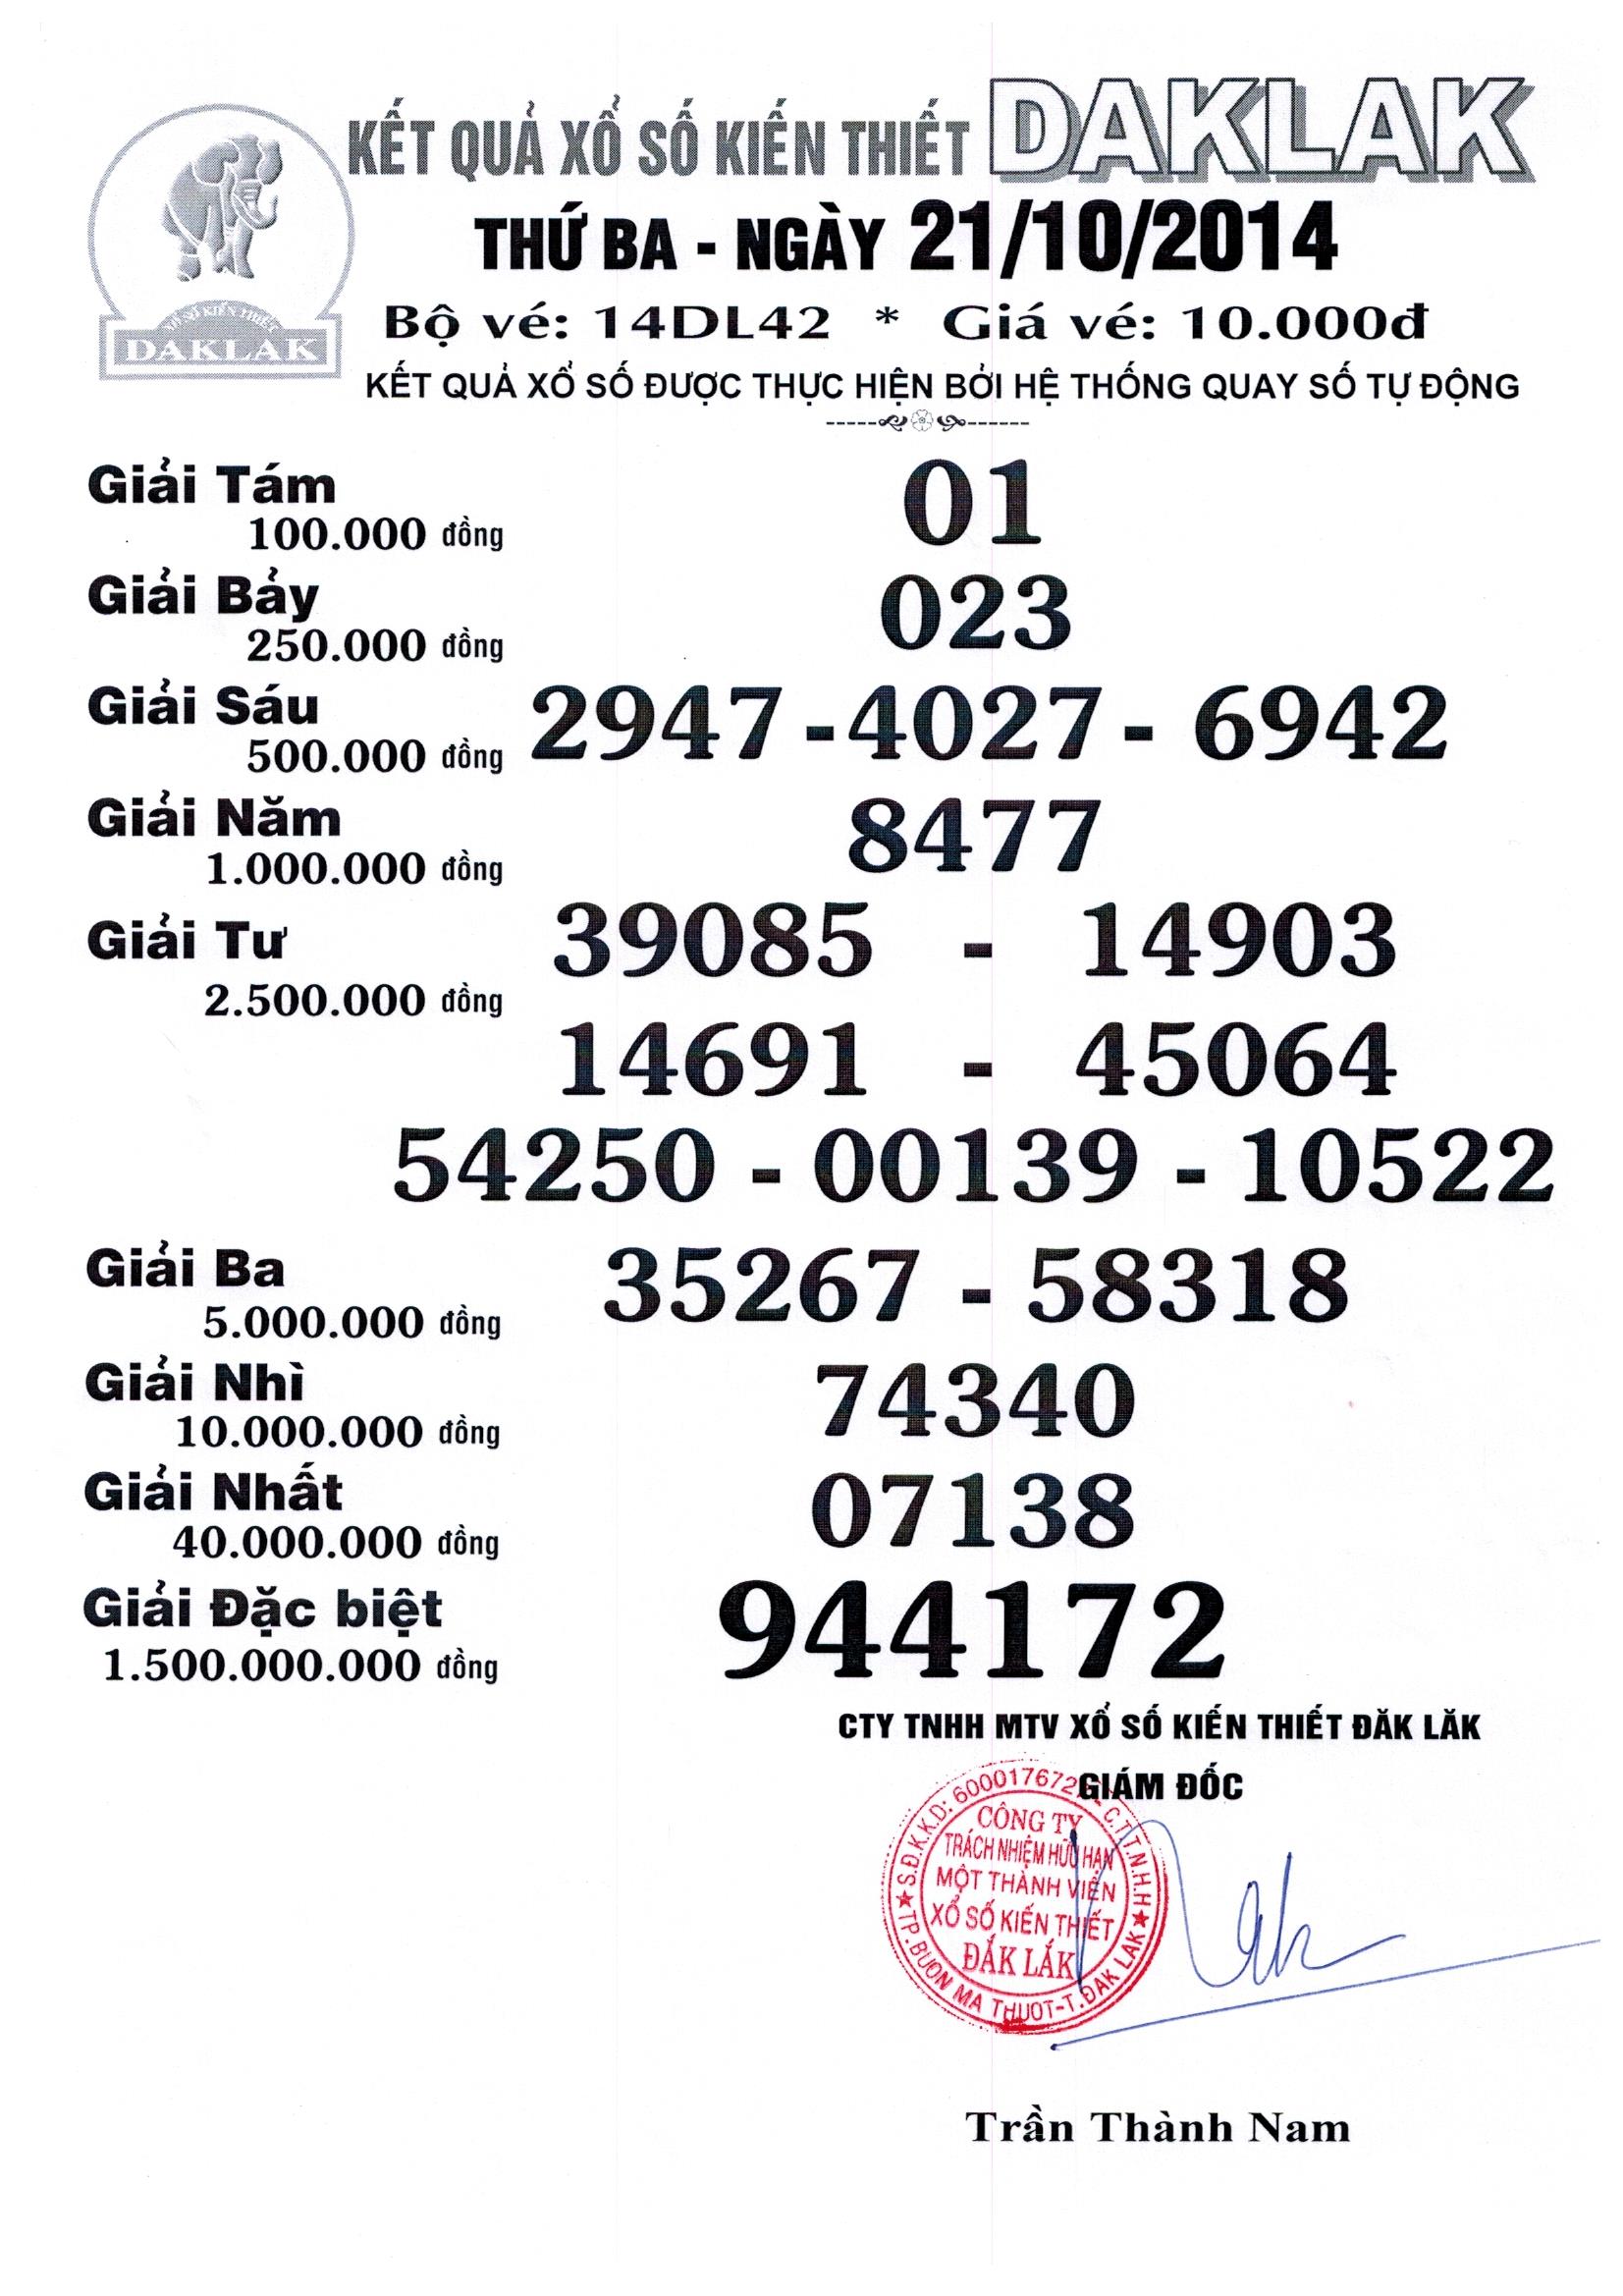 KẾT QUẢ XỔ SỐ KIẾN THIẾT DAKLAK
THỨ BA - NGÀY 21/10/2014
Bộ vé: 14DL42 * Giá vé: 10.000đ
XỔ SỐ KIẾN THIẾT
DAKLAK
KẾT QUẢ XỔ SỐ ĐƯỢC THỰC HIỆN BỞI HỆ THỐNG QUAY SỐ TỰ ĐỘNG
Giải Tám 01
100.000 đồng
Giải Bảy 023
250.000 đồng
Giải Sáu 2947 - 4027 - 6942
500.000 đồng
Giải Năm 8477
1.000.000 đồng
Giải Tư 39085 - 14903
2.500.000 đồng
14691 - 45064
54250 - 00139 - 10522
Giải Ba 35267 - 58318
5.000.000 đồng
Giải Nhì 74340
10.000.000 đồng
Giải Nhất 07138
40.000.000 đồng
Giải Đặc biệt 944172
1.500.000.000 đồng
CTY TNHH MTV XỔ SỐ KIẾN THIẾT ĐĂK LĂK
GIÁM ĐỐC
C.T.T.N.H.H
CÔNG TY
TRÁCH NHIỆM HỮU HẠN
MỘT THÀNH VIÊN
XỔ SỐ KIẾN THIẾT
ĐẮK LẮK
TP.BUÔN MA THUỘT-T.ĐAK LAK
Trần Thành Nam